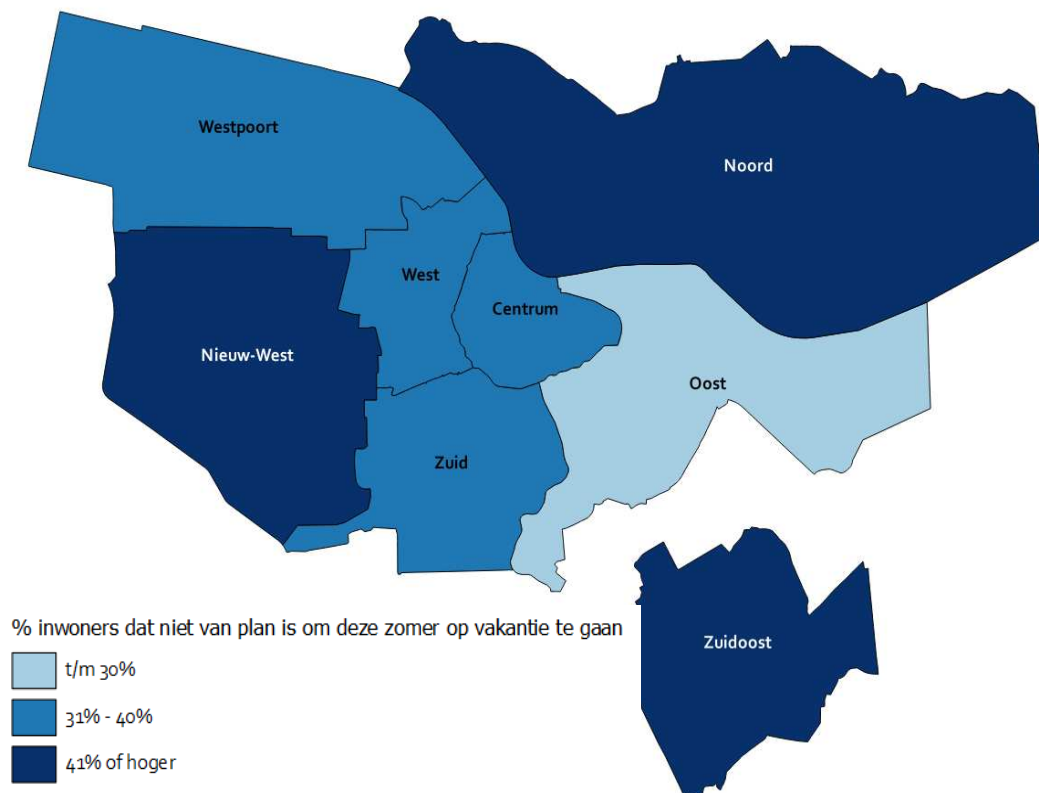 Westpoort
Noord
West
Centrum
Nieuw-West
Oost
Zuid
% inwoners dat niet van plan is om deze zomer op vakantie te gaan
Zuidoost
t/m 30%
31% - 40%
41% of hoger